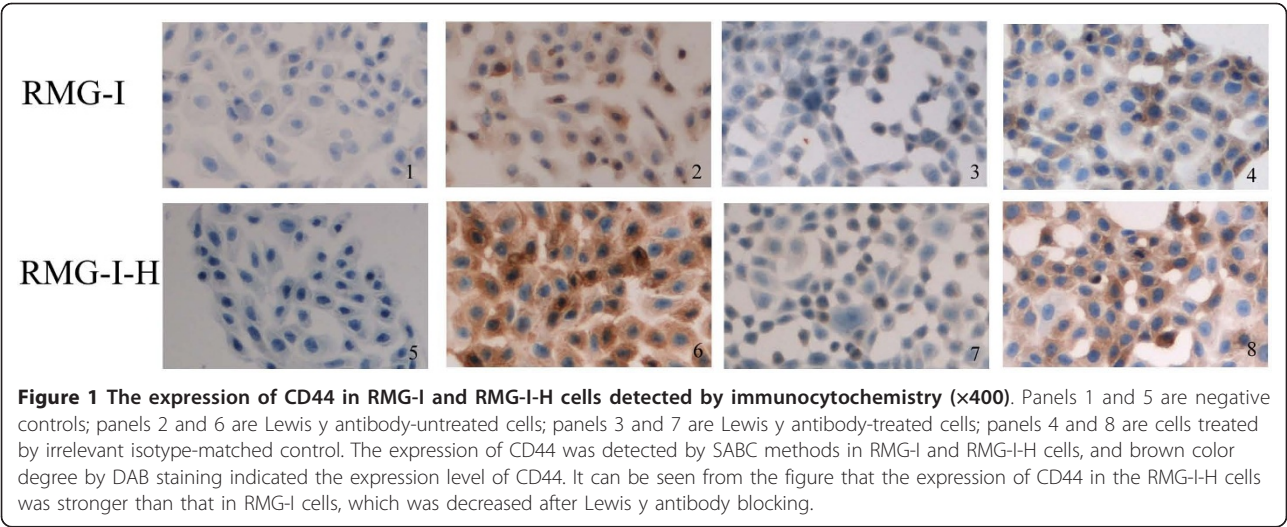 RMG-I
1 2 3 4
RMG-I-H
5 6 7 8
Figure 1 The expression of CD44 in RMG-I and RMG-I-H cells detected by immunocytochemistry (×400). Panels 1 and 5 are negative
controls; panels 2 and 6 are Lewis y antibody-untreated cells; panels 3 and 7 are Lewis y antibody-treated cells; panels 4 and 8 are cells treated
by irrelevant isotype-matched control. The expression of CD44 was detected by SABC methods in RMG-I and RMG-I-H cells, and brown color
degree by DAB staining indicated the expression level of CD44. It can be seen from the figure that the expression of CD44 in the RMG-I-H cells
was stronger than that in RMG-I cells, which was decreased after Lewis y antibody blocking.